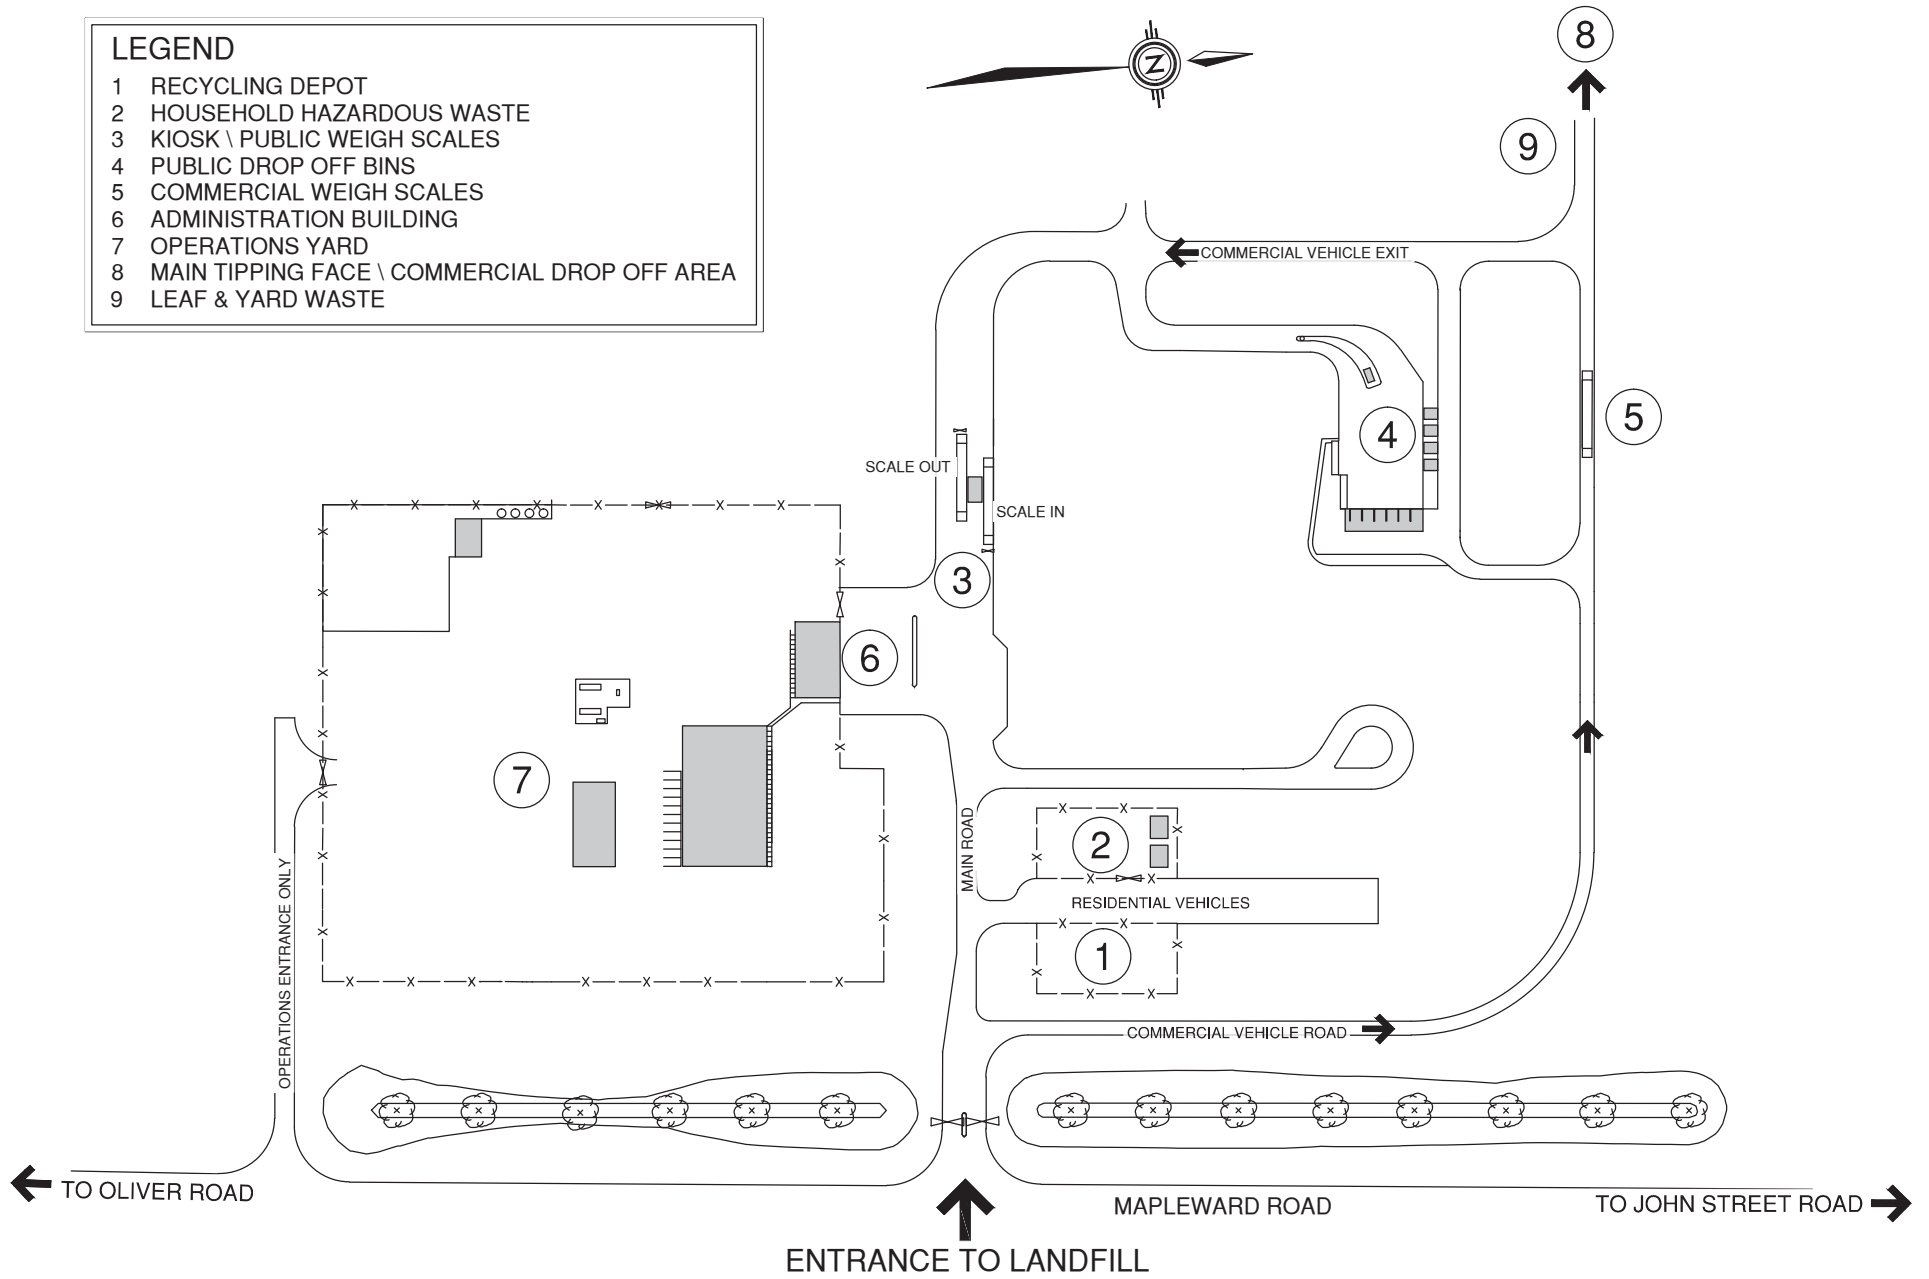 LEGEND
1 RECYCLING DEPOT
2 HOUSEHOLD HAZARDOUS WASTE
3 KIOSK \ PUBLIC WEIGH SCALES
4 PUBLIC DROP OFF BINS
5 COMMERCIAL WEIGH SCALES
6 ADMINISTRATION BUILDING
7 OPERATIONS YARD
8 MAIN TIPPING FACE \ COMMERCIAL DROP OFF AREA
9 LEAF & YARD WASTE
N
8
9
COMMERCIAL VEHICLE EXIT
4
5
SCALE OUT
SCALE IN
3
6
7
MAIN ROAD
2
RESIDENTIAL VEHICLES
1
OPERATIONS ENTRANCE ONLY
COMMERCIAL VEHICLE ROAD
TO OLIVER ROAD
MAPLEWARD ROAD
TO JOHN STREET ROAD
ENTRANCE TO LANDFILL